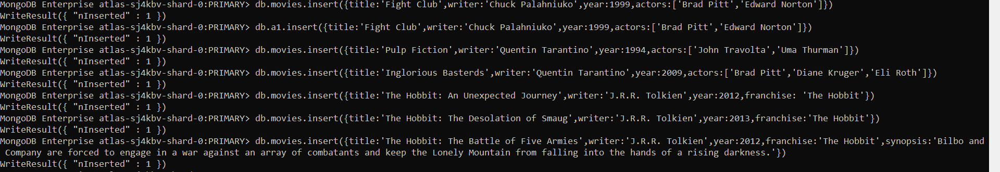 MongoDB Enterprise atlas-sj4kbv-shard-0:PRIMARY> db.movies.insert({title:'Fight Club',writer:'Chuck Palahniuko',year:1999,actors:['Brad Pitt','Edward Norton']})
WriteResult({ "nInserted" : 1 })
MongoDB Enterprise atlas-sj4kbv-shard-0:PRIMARY> db.a1.insert({title:'Fight Club',writer:'Chuck Palahniuko',year:1999,actors:['Brad Pitt','Edward Norton']})
WriteResult({ "nInserted" : 1 })
MongoDB Enterprise atlas-sj4kbv-shard-0:PRIMARY> db.movies.insert({title:'Pulp Fiction',writer:'Quentin Tarantino',year:1994,actors:['John Travolta','Uma Thurman']})
WriteResult({ "nInserted" : 1 })
MongoDB Enterprise atlas-sj4kbv-shard-0:PRIMARY> db.movies.insert({title:'Inglorious Basterds',writer:'Quentin Tarantino',year:2009,actors:['Brad Pitt','Diane Kruger','Eli Roth']})
WriteResult({ "nInserted" : 1 })
MongoDB Enterprise atlas-sj4kbv-shard-0:PRIMARY> db.movies.insert({title:'The Hobbit: An Unexpected Journey',writer:'J.R.R. Tolkien',year:2012,franchise: 'The Hobbit'})
WriteResult({ "nInserted" : 1 })
MongoDB Enterprise atlas-sj4kbv-shard-0:PRIMARY> db.movies.insert({title:'The Hobbit: The Desolation of Smaug',writer:'J.R.R. Tolkien',year:2013,franchise:'The Hobbit'})
WriteResult({ "nInserted" : 1 })
MongoDB Enterprise atlas-sj4kbv-shard-0:PRIMARY> db.movies.insert({title:'The Hobbit: The Battle of Five Armies',writer:'J.R.R. Tolkien',year:2012,franchise:'The Hobbit',synopsis:'Bilbo and
 Company are forced to engage in a war against an array of combatants and keep the Lonely Mountain from falling into the hands of a rising darkness.'})
WriteResult({ "nInserted" : 1 })